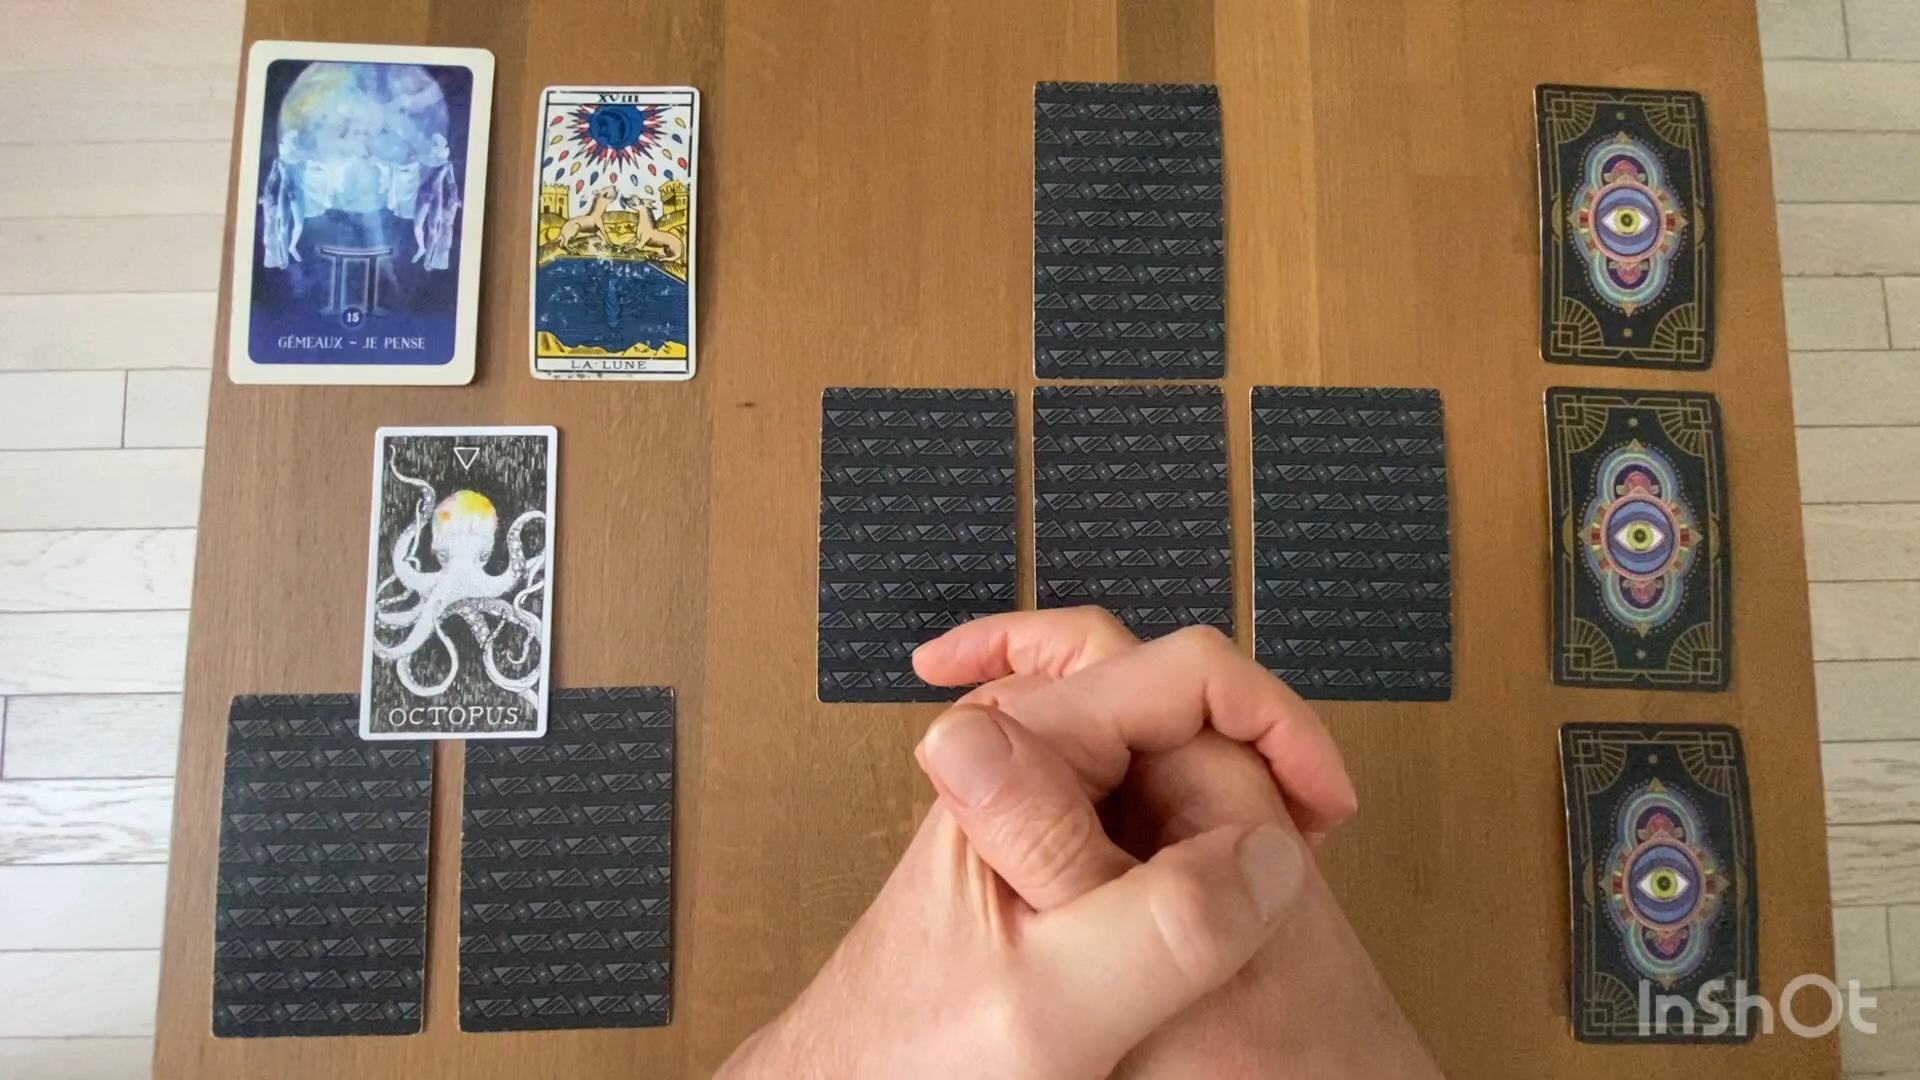 XVIII
15
GÉMEAUX – JE PENSE
LA·LUNE
OCTOPUS
InShOt